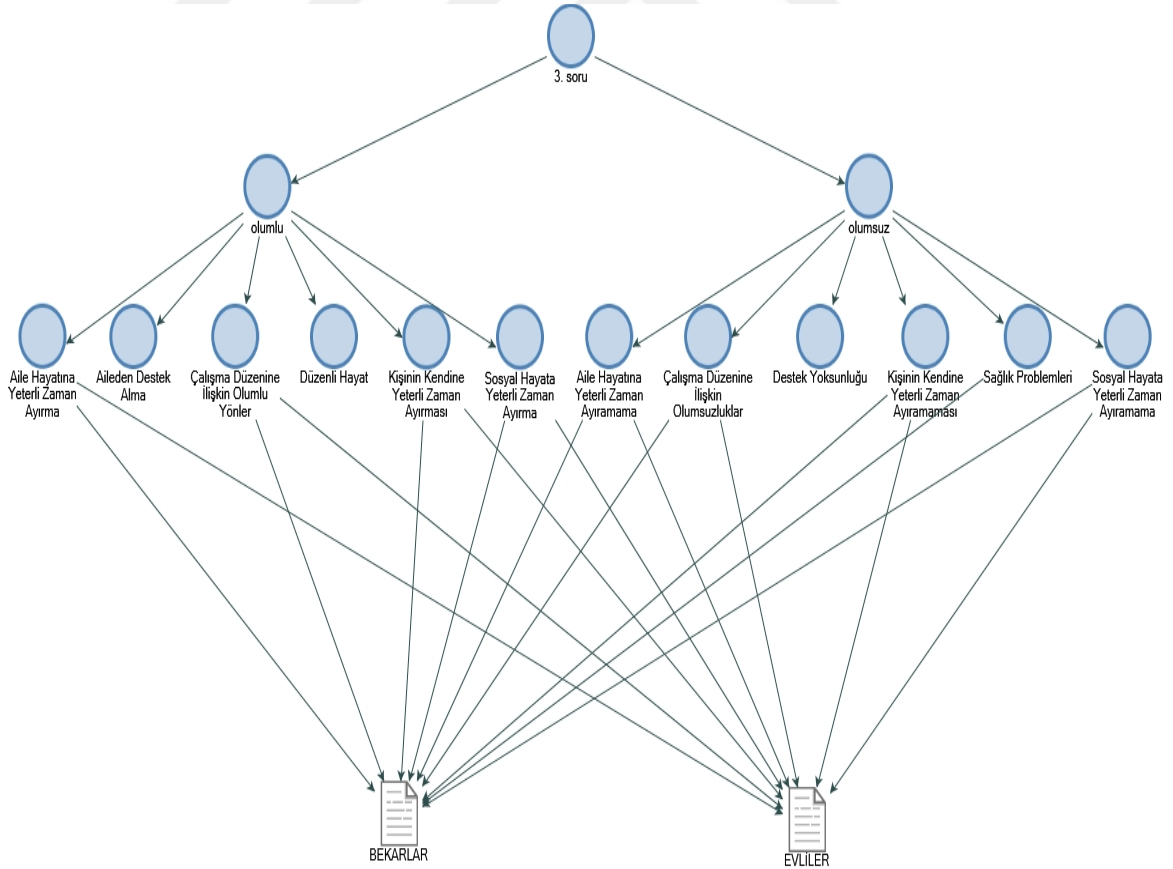 3. soru
olumlu
olumsuz
Aile Hayatına
Yeterli Zaman
Ayırma
Aileden Destek
Alma
Çalışma Düzenine
İlişkin Olumlu
Yönler
Düzenli Hayat
Kişinin Kendine
Yeterli Zaman
Ayırması
Sosyal Hayata
Yeterli Zaman
Ayırma
Aile Hayatına
Yeterli Zaman
Ayıramama
Çalışma Düzenine
İlişkin
Olumsuzluklar
Destek Yoksunluğu
Kişinin Kendine
Yeterli Zaman
Ayıramaması
Sağlık Problemleri
Sosyal Hayata
Yeterli Zaman
Ayıramama
BEKARLAR
EVLİLER